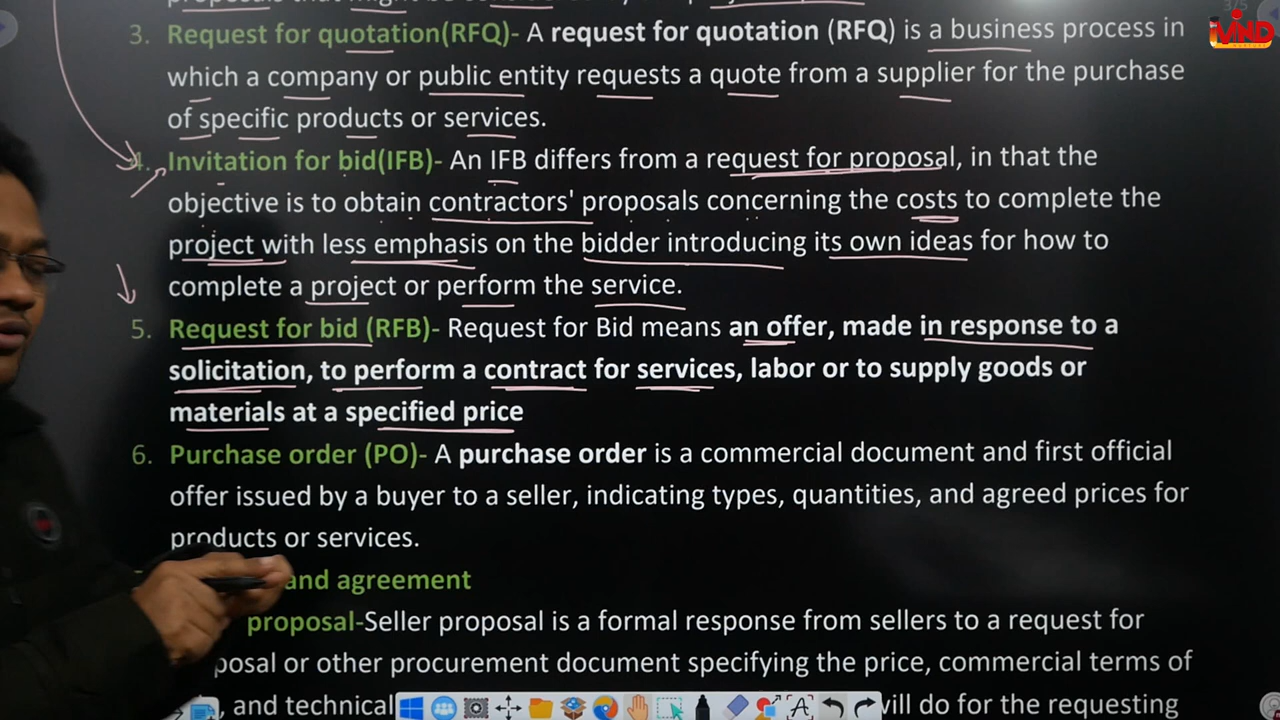 3/5
MIND
3. Request for quotation(RFQ)- A request for quotation (RFQ) is a business process in
which a company or public entity requests a quote from a supplier for the purchase
of specific products or services.
4. Invitation for bid(IFB)- An IFB differs from a request for proposal, in that the
objective is to obtain contractors' proposals concerning the costs to complete the
project with less emphasis on the bidder introducing its own ideas for how to
complete a project or perform the service.
5. Request for bid (RFB)- Request for Bid means an offer, made in response to a
solicitation, to perform a contract for services, labor or to supply goods or
materials at a specified price
6. Purchase order (PO)- A purchase order is a commercial document and first official
offer issued by a buyer to a seller, indicating types, quantities, and agreed prices for
products or services.
and agreement
proposal-Seller proposal is a formal response from sellers to a request for
posal or other procurement document specifying the price, commercial terms of
, and technical will do for the requesting